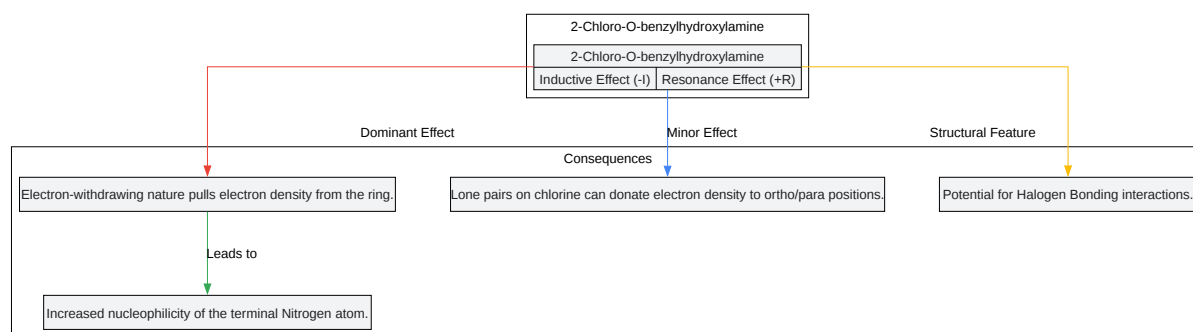 2-Chloro-O-benzylhydroxylamine
2-Chloro-O-benzylhydroxylamine
Inductive Effect (-I)
Resonance Effect (+R)
Dominant Effect
Minor Effect
Structural Feature
Consequences
Electron-withdrawing nature pulls electron density from the ring.
Lone pairs on chlorine can donate electron density to ortho/para positions.
Potential for Halogen Bonding interactions.
Leads to
Increased nucleophilicity of the terminal Nitrogen atom.